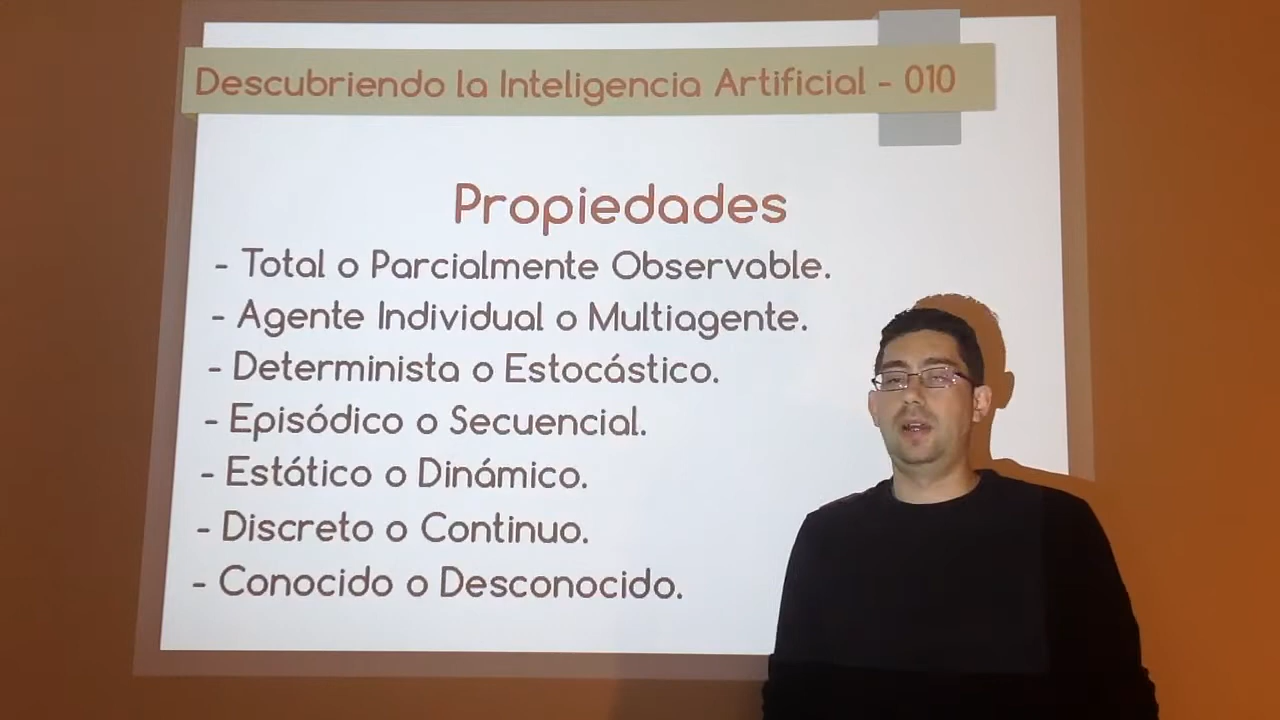 Descubriendo la Inteligencia Artificial - 010
Propiedades
- Total o Parcialmente Observable.
- Agente Individual o Multiagente.
- Determinista o Estocástico.
- Episódico o Secuencial.
- Estático o Dinámico.
- Discreto o Continuo.
- Conocido o Desconocido.